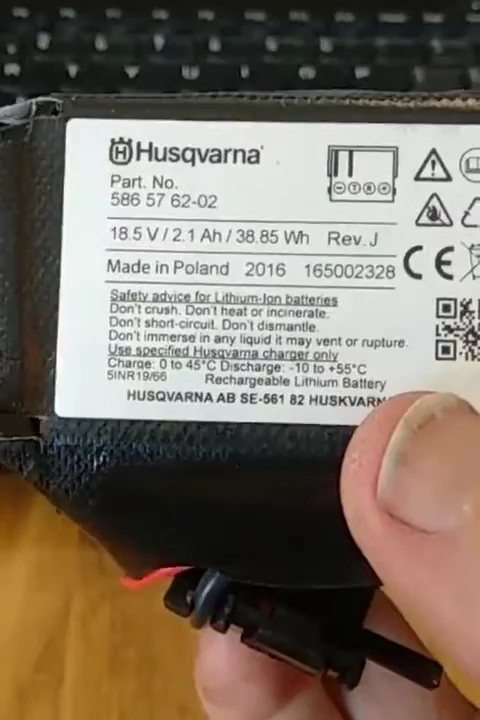 Husqvarna
Part. No.
586 57 62-02
18.5 V / 2.1 Ah / 38.85 Wh Rev. J
Made in Poland 2016 165002328
Safety advice for Lithium-Ion batteries
Don't crush. Don't heat or incinerate.
Don't short-circuit. Don't dismantle.
Don't immerse in any liquid it may vent or rupture.
Use specified Husqvarna charger only
Charge: 0 to 45°C Discharge: -10 to +55°C
5INR19/66 Rechargeable Lithium Battery
HUSQVARNA AB SE-561 82 HUSKVARN